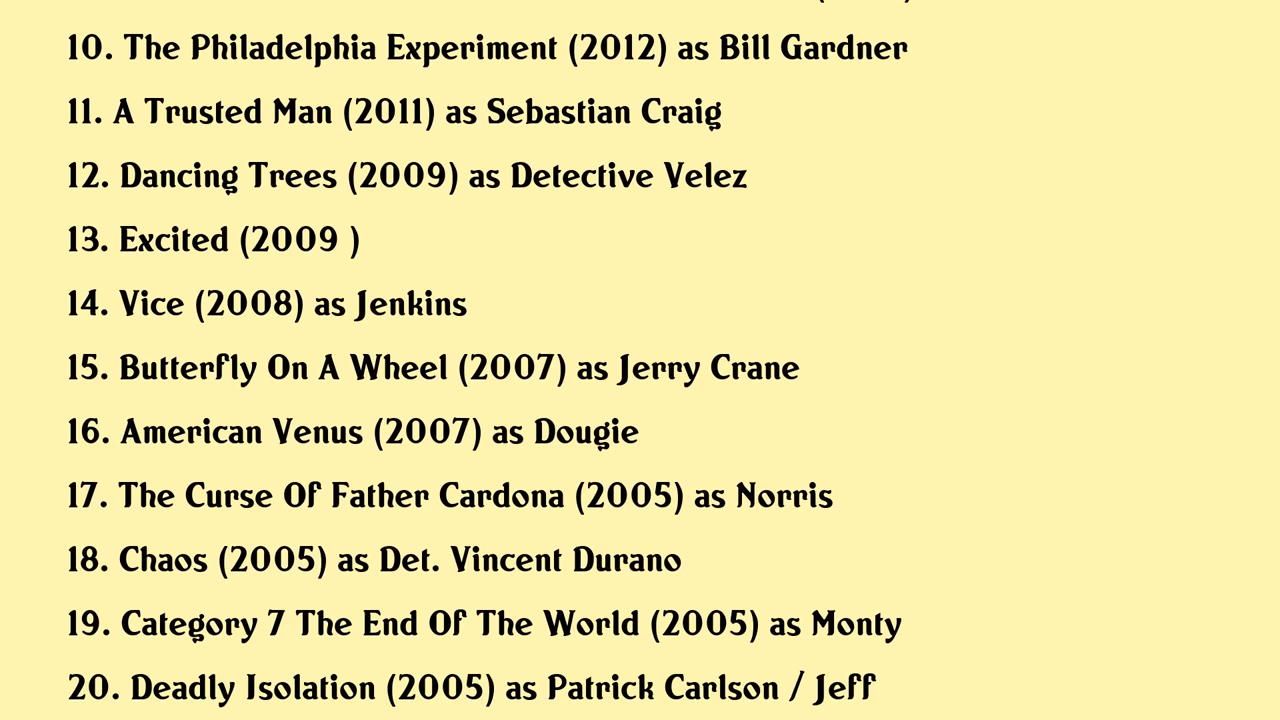 10. The Philadelphia Experiment (2012) as Bill Gardner
11. A Trusted Man (2011) as Sebastian Craig
12. Dancing Trees (2009) as Detective Velez
13. Excited (2009 )
14. Vice (2008) as Jenkins
15. Butterfly On A Wheel (2007) as Jerry Crane
16. American Venus (2007) as Dougie
17. The Curse Of Father Cardona (2005) as Norris
18. Chaos (2005) as Det. Vincent Durano
19. Category 7 The End Of The World (2005) as Monty
20. Deadly Isolation (2005) as Patrick Carlson / Jeff